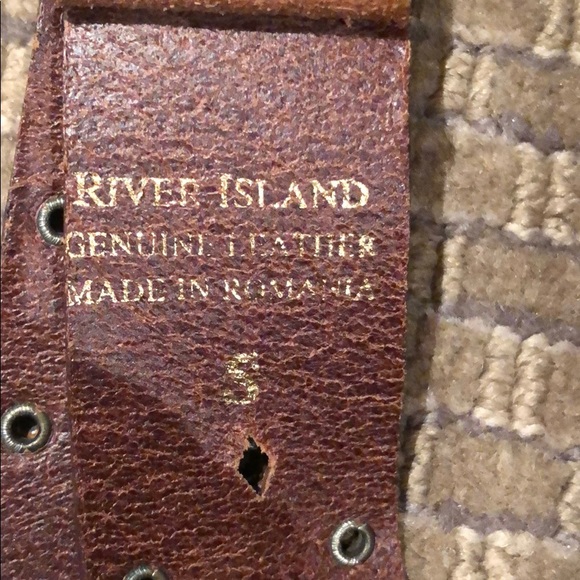 RIVER ISLAND
GENUINE LEATHER
MADE IN ROMANIA
S